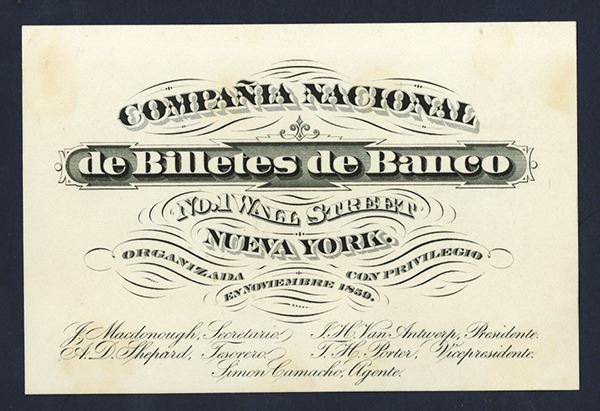 COMPAÑIA NACIONAL
de Billetes de Banco
No. 1 WALL STREET
NUEVA YORK.
ORGANIZADA CON PRIVILEGIO
EN NOVIEMBRE 1859.
J. Macdonough, Secretario. S. H. Van Antwerp, Presidente.
A. D. Shepard, Tesorero. T. H. Porter, Vicepresidente.
Simon Camacho, Agente.